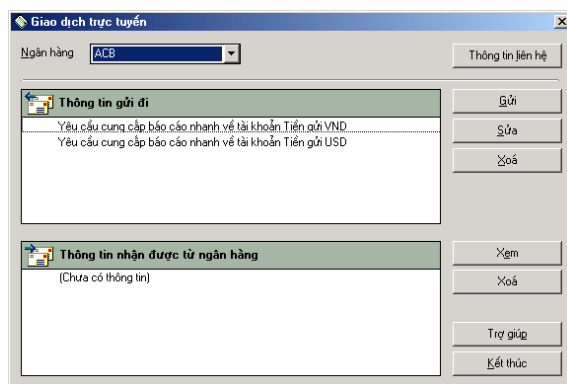 Giao dịch trực tuyến
Ngân hàng ACB
Thông tin liên hệ
Thông tin gửi đi
Yêu cầu cung cấp báo cáo nhanh về tài khoản Tiền gửi VND
Yêu cầu cung cấp báo cáo nhanh về tài khoản Tiền gửi USD
Gửi
Sửa
Xoá
Thông tin nhận được từ ngân hàng
(Chưa có thông tin)
Xem
Xoá
Trợ giúp
Kết thúc